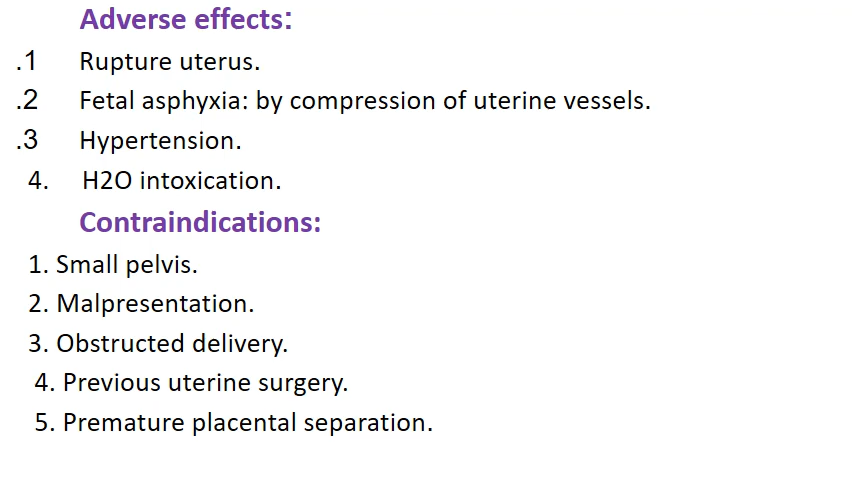 Adverse effects:
.1 Rupture uterus.
.2 Fetal asphyxia: by compression of uterine vessels.
.3 Hypertension.
4. H2O intoxication.
Contraindications:
1. Small pelvis.
2. Malpresentation.
3. Obstructed delivery.
4. Previous uterine surgery.
5. Premature placental separation.